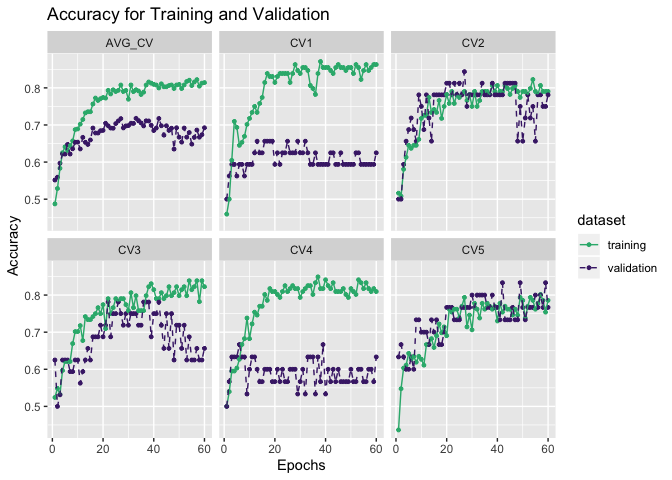 Accuracy for Training and Validation
AVG_CV CV1 CV2
0.8
0.7
0.6
0.5
Accuracy
CV3 CV4 CV5
0.8
0.7
0.6
0.5
0 20 40 60 0 20 40 60 0 20 40 60
Epochs
dataset
training
validation